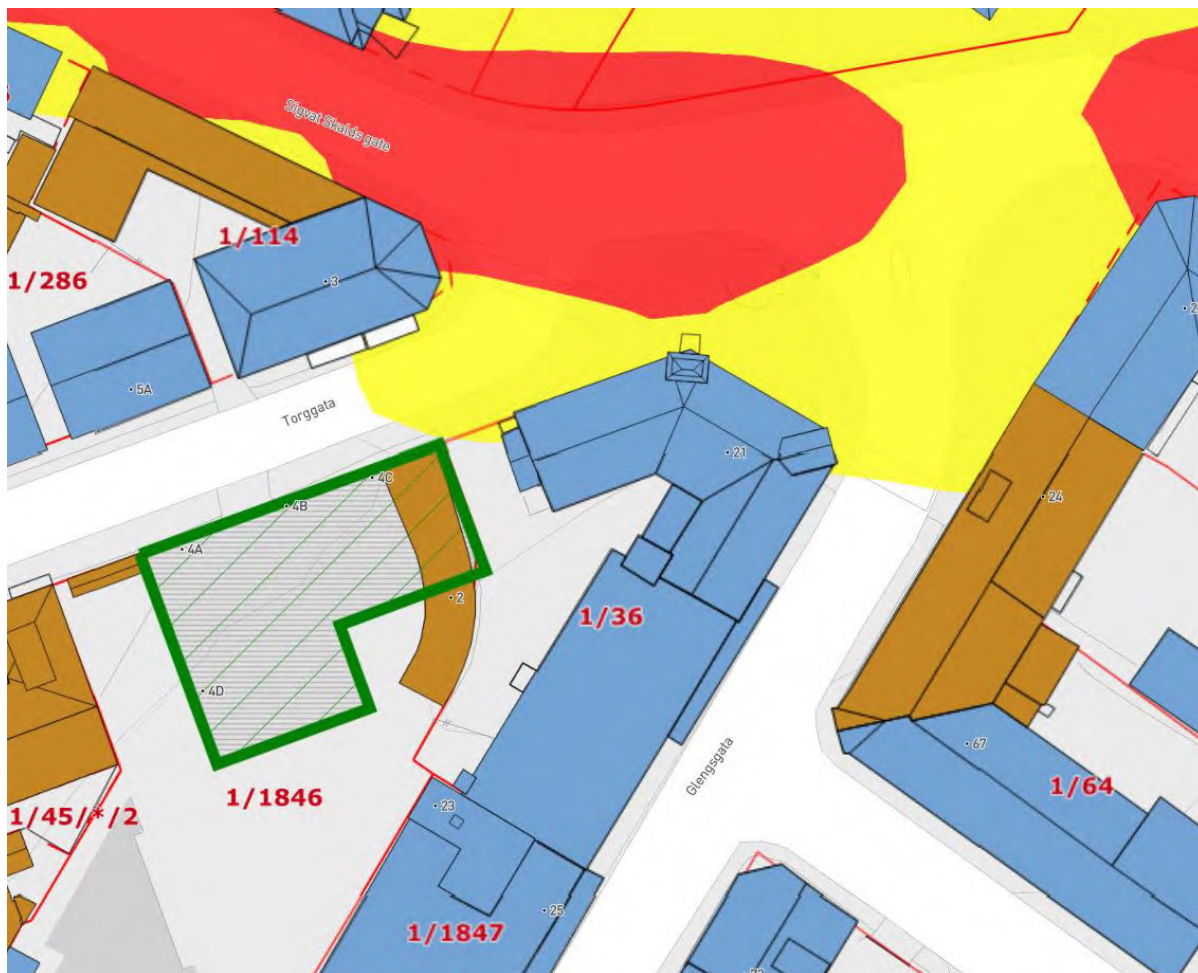 Sigvat Skalds gate
1/114
1/286
3
5A
Torggata
21
4C
4B
24
4A
2
1/36
4D
67
Glengsgata
1/64
1/1846
23
1/45/*/2
25
1/1847